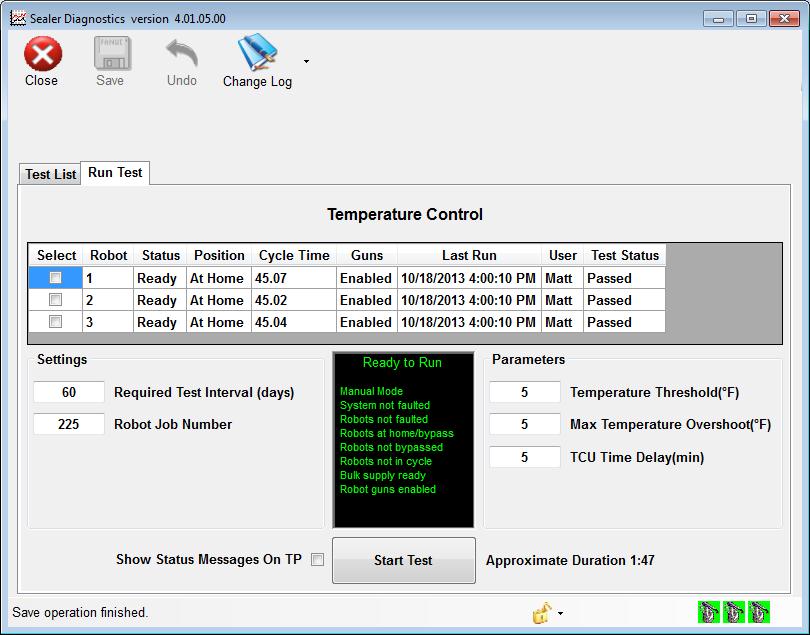 Sealer Diagnostics version 4.01.05.00
FANUC
Close Save Undo Change Log
Test List Run Test
Temperature Control
Select Robot Status Position Cycle Time Guns Last Run User Test Status
1 Ready At Home 45.07 Enabled 10/18/2013 4:00:10 PM Matt Passed
2 Ready At Home 45.02 Enabled 10/18/2013 4:00:10 PM Matt Passed
3 Ready At Home 45.04 Enabled 10/18/2013 4:00:10 PM Matt Passed
Settings
60 Required Test Interval (days)
225 Robot Job Number
Ready to Run
Manual Mode
System not faulted
Robots not faulted
Robots at home/bypass
Robots not bypassed
Robots not in cycle
Bulk supply ready
Robot guns enabled
Parameters
5 Temperature Threshold(°F)
5 Max Temperature Overshoot(°F)
5 TCU Time Delay(min)
Show Status Messages On TP
Start Test
Approximate Duration 1:47
Save operation finished.